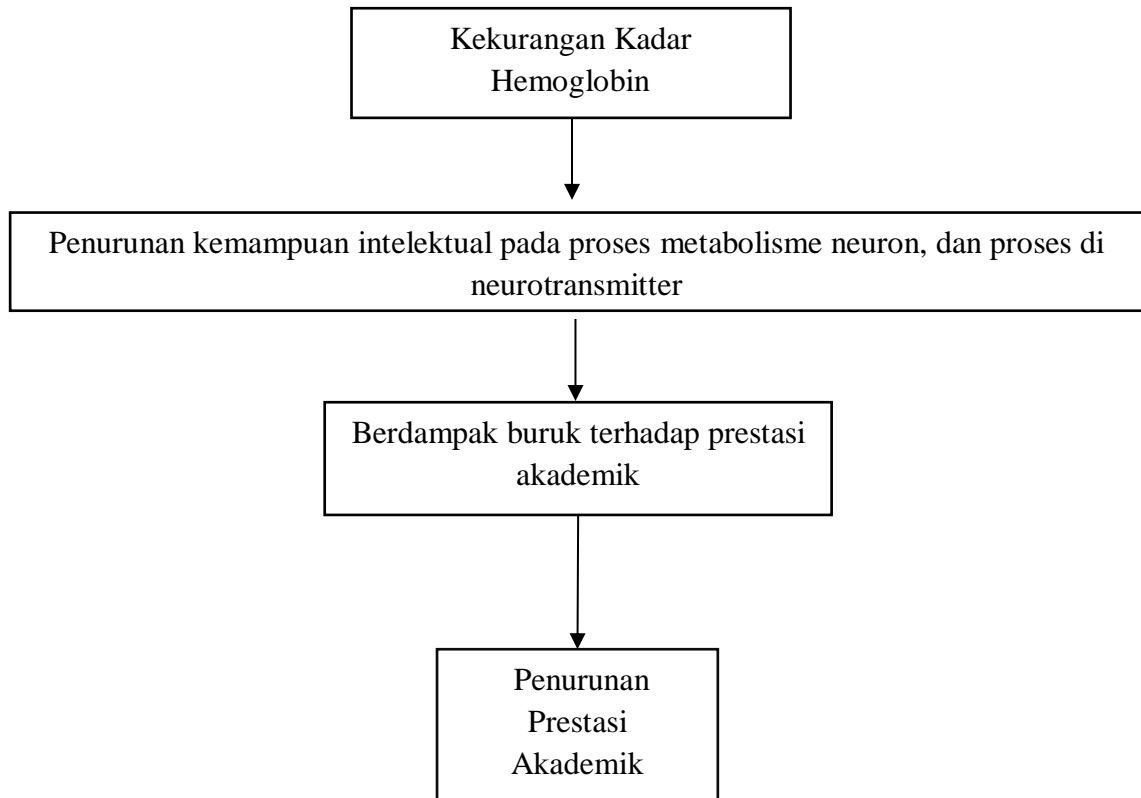 Kekurangan Kadar
Hemoglobin
Penurunan kemampuan intelektual pada proses metabolisme neuron, dan proses di
neurotransmitter
Berdampak buruk terhadap prestasi
akademik
Penurunan
Prestasi
Akademik